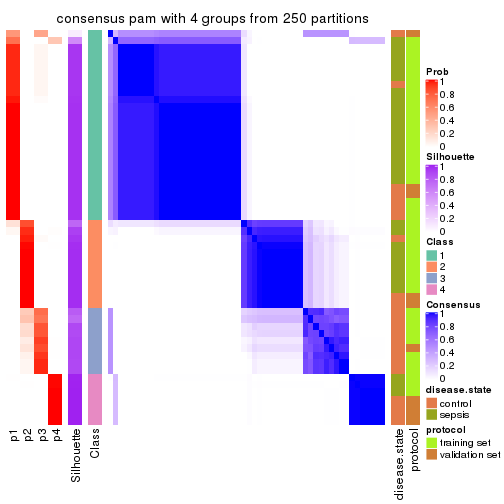 consensus pam with 4 groups from 250 partitions
Prob
1
0.8
0.6
0.4
0.2
0
Silhouette
1
0.8
0.6
0.4
0.2
0
Class
1
2
3
4
Consensus
1
0.8
0.6
0.4
0.2
0
disease.state
control
sepsis
protocol
training set
validation set
p1
p2
p3
p4
Silhouette
Class
disease.state
protocol